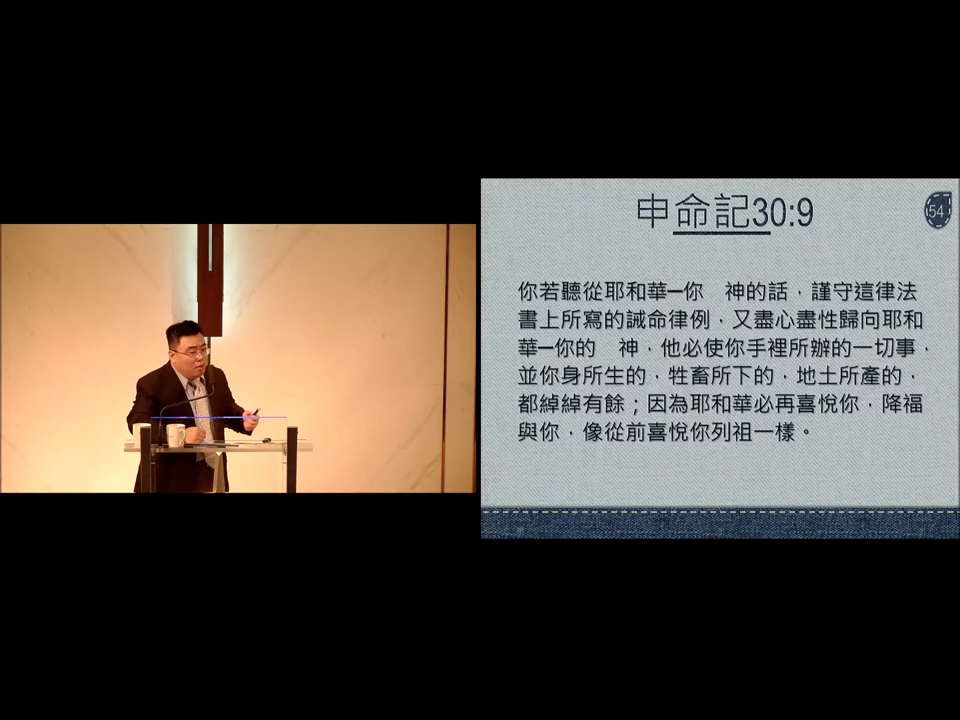 申命記30:9
54
你若聽從耶和華─你　神的話，謹守這律法
書上所寫的誡命律例，又盡心盡性歸向耶和
華─你的　神，他必使你手裡所辦的一切事，
並你身所生的，牲畜所下的，地土所產的，
都綽綽有餘；因為耶和華必再喜悅你，降福
與你，像從前喜悅你列祖一樣。